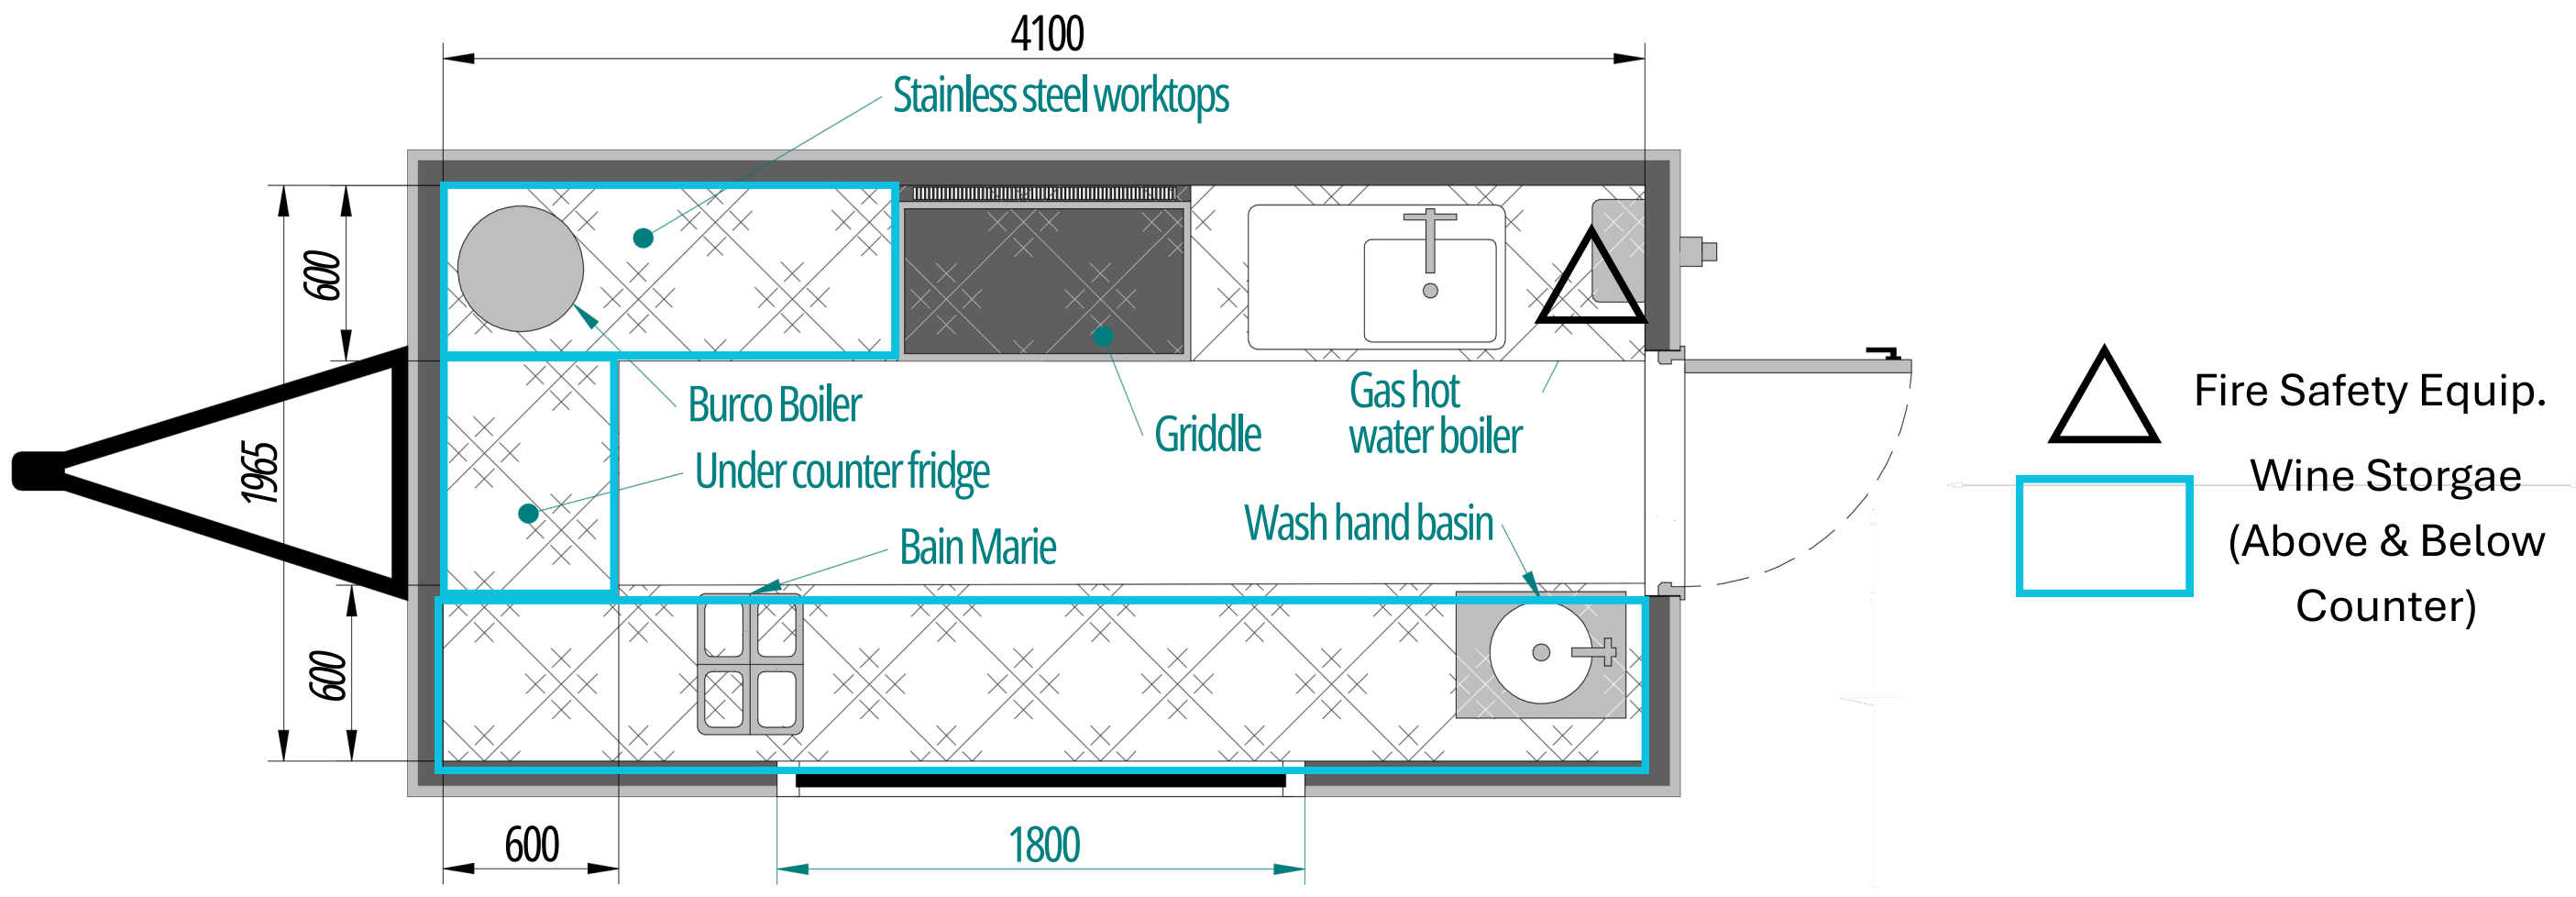 4100
Stainless steel worktops
600
1965
Burco Boiler
Griddle
Gas hot
water boiler
Under counter fridge
Bain Marie
Wash hand basin
600
600
1800
Fire Safety Equip.
Wine Storgae
(Above & Below
Counter)